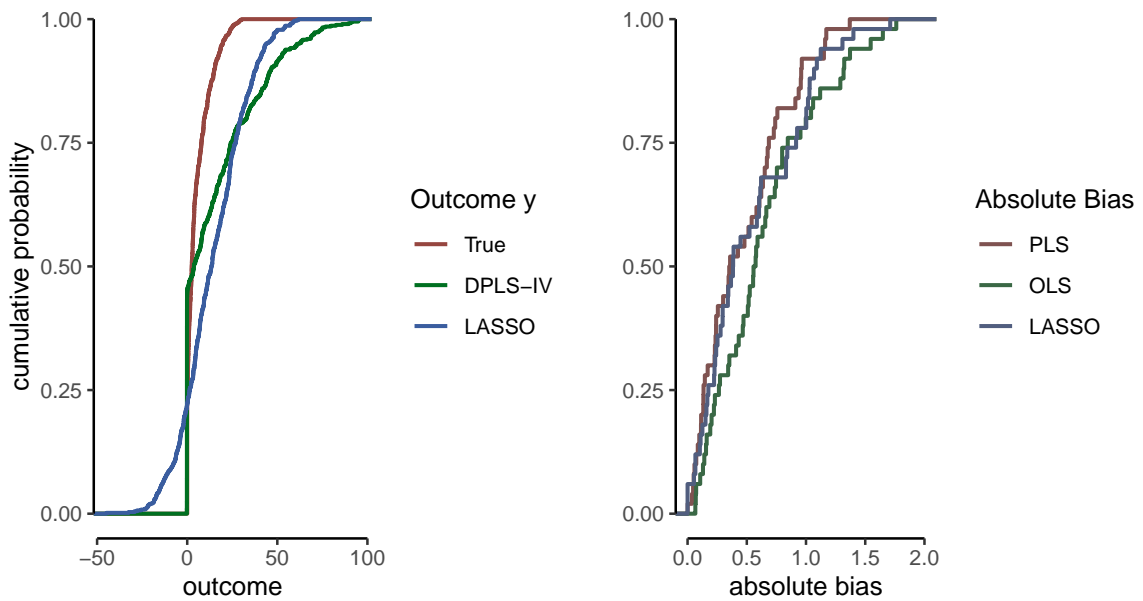 1.00
0.75
0.50
0.25
0.00
cumulative probability
−50
0
50
100
outcome
Outcome y
True
DPLS−IV
LASSO
1.00
0.75
0.50
0.25
0.00
0.0
0.5
1.0
1.5
2.0
absolute bias
Absolute Bias
PLS
OLS
LASSO